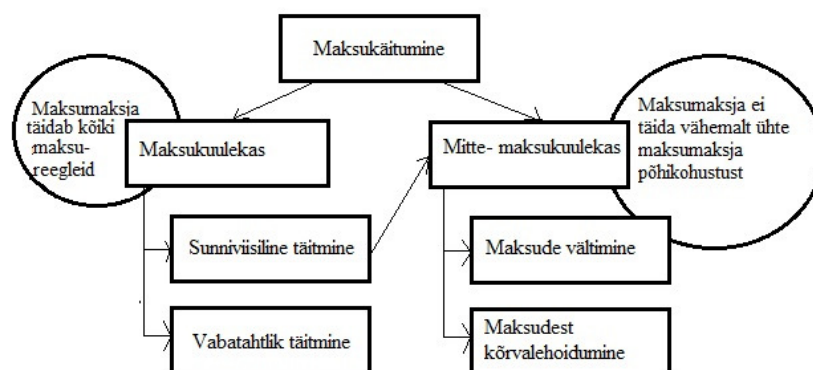 Maksukäitumine
Maksumaksja
täidab kõiki
maksu-
reegleid
Maksukuulekas
Mitte- maksukuulekas
Maksumaksja ei
täida vähemalt ühte
maksumaksja
põhikohustust
Sunniviisiline täitmine
Maksude vältimine
Vabatahtlik täitmine
Maksudest
kõrvalehoidumine